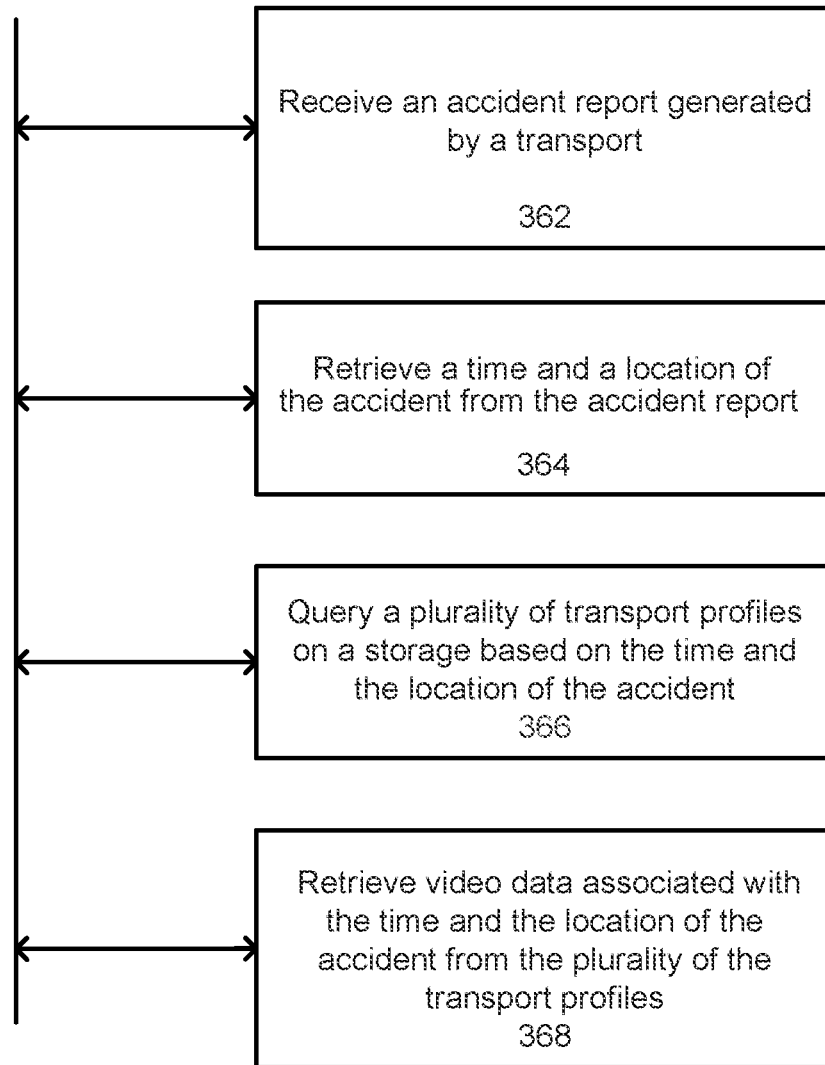 Receive an accident report generated
by a transport
362
Retrieve a time and a location of
the accident from the accident report
364
Query a plurality of transport profiles
on a storage based on the time and
the location of the accident
366
Retrieve video data associated with
the time and the location of the
accident from the plurality of the
transport profiles
368